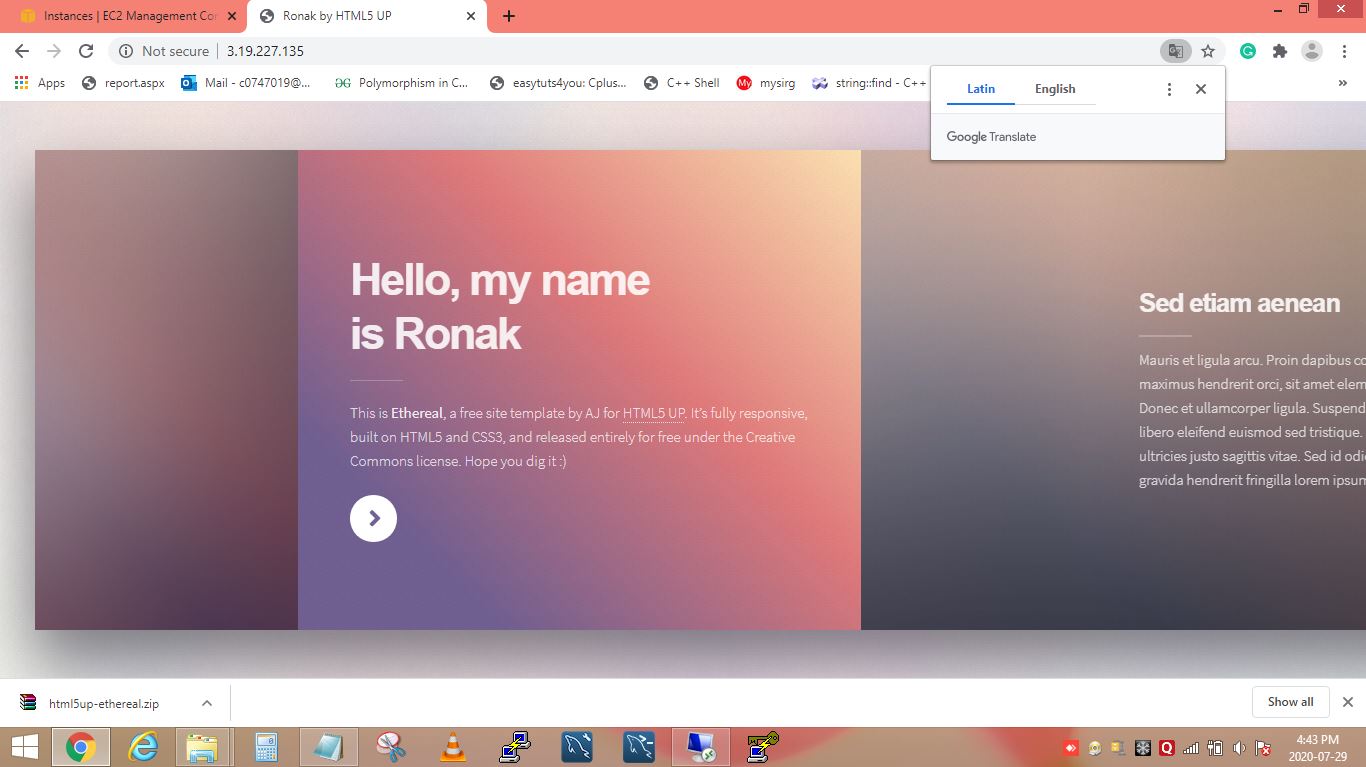 Instances | EC2 Management Con
Ronak by HTML5 UP
Not secure
3.19.227.135
Apps
report.aspx
Mail - c0747019@...
Polymorphism in C...
easytuts4you: Cplus...
C++ Shell
My
mysirg
string::find - C++
»
Latin
English
Google Translate
Hello, my name
is Ronak
This is Ethereal, a free site template by AJ for HTML5 UP. It's fully responsive,
built on HTML5 and CSS3, and released entirely for free under the Creative
Commons license. Hope you dig it :)
Sed etiam aenean
Mauris et ligula arcu. Proin dapibus co
maximus hendrerit orci, sit amet elem
Donec et ullamcorper ligula. Suspend
libero eleifend euismod sed tristique.
ultricies justo sagittis vitae. Sed id odi
gravida hendrerit fringilla lorem ipsum
html5up-ethereal.zip
Show all
4:43 PM
2020-07-29